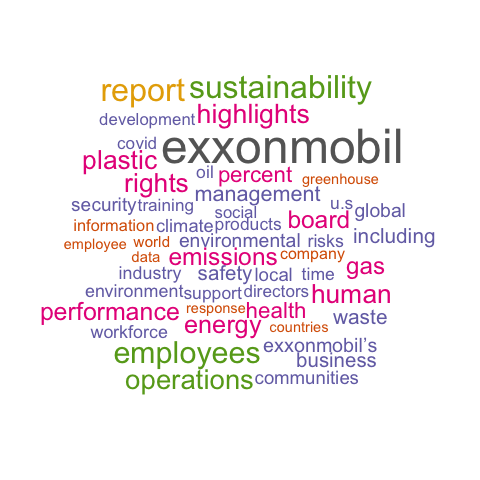 report sustainability
development highlights
covid exxonmobil
plastic oil percent greenhouse
rights management
security training u.s global
information climate social products board
employee world environmental risks including
data emissions company
industry safety local time gas
environment support directors human
performance response health
workforce energy countries waste
employees exxonmobil's
business
operations communities